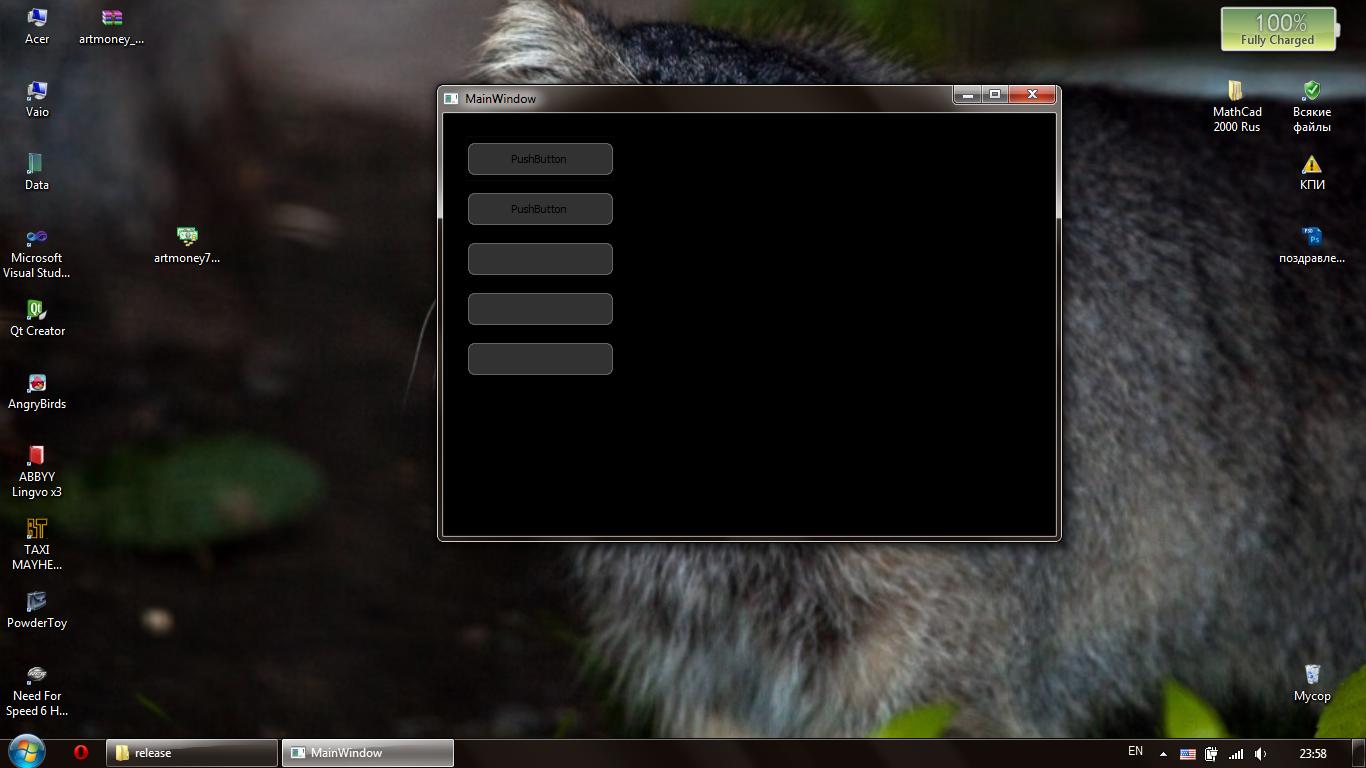 Acer
artmoney_...
100%
Fully Charged
Vaio
MathCad
2000 Rus
Всякие
файлы
Data
КПИ
Microsoft
Visual Stud...
artmoney7...
поздравле...
Qt Creator
AngryBirds
ABBYY
Lingvo x3
TAXI
MAYHE...
PowderToy
Need For
Speed 6 H...
Мусор
MainWindow
PushButton
PushButton
release
MainWindow
EN
23:58